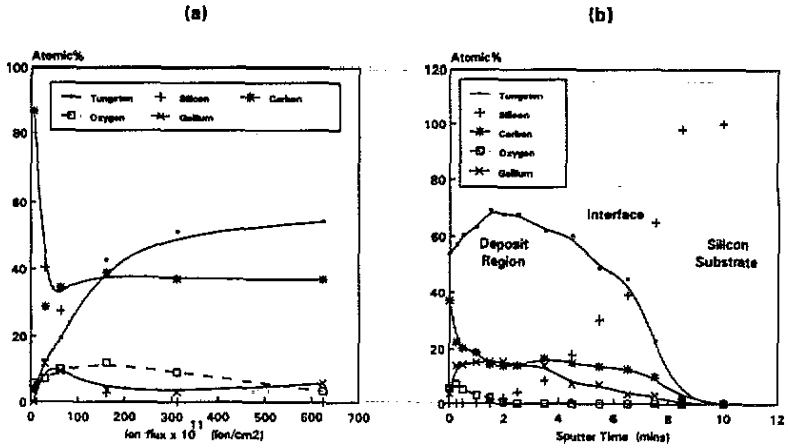 (a)
(b)
Atomic%
100
80
60
40
20
0
Tungsten
Silicon
Carbon
Oxygen
Gallium
0
100
200
300
400
500
600
700
Ion flux x 10^11 (ion/cm2)
Atomic%
120
100
80
60
40
20
0
Tungsten
Silicon
Carbon
Oxygen
Gallium
Deposit
Region
Interface
Silicon
Substrate
0
2
4
6
8
10
12
Sputter Time (mins)